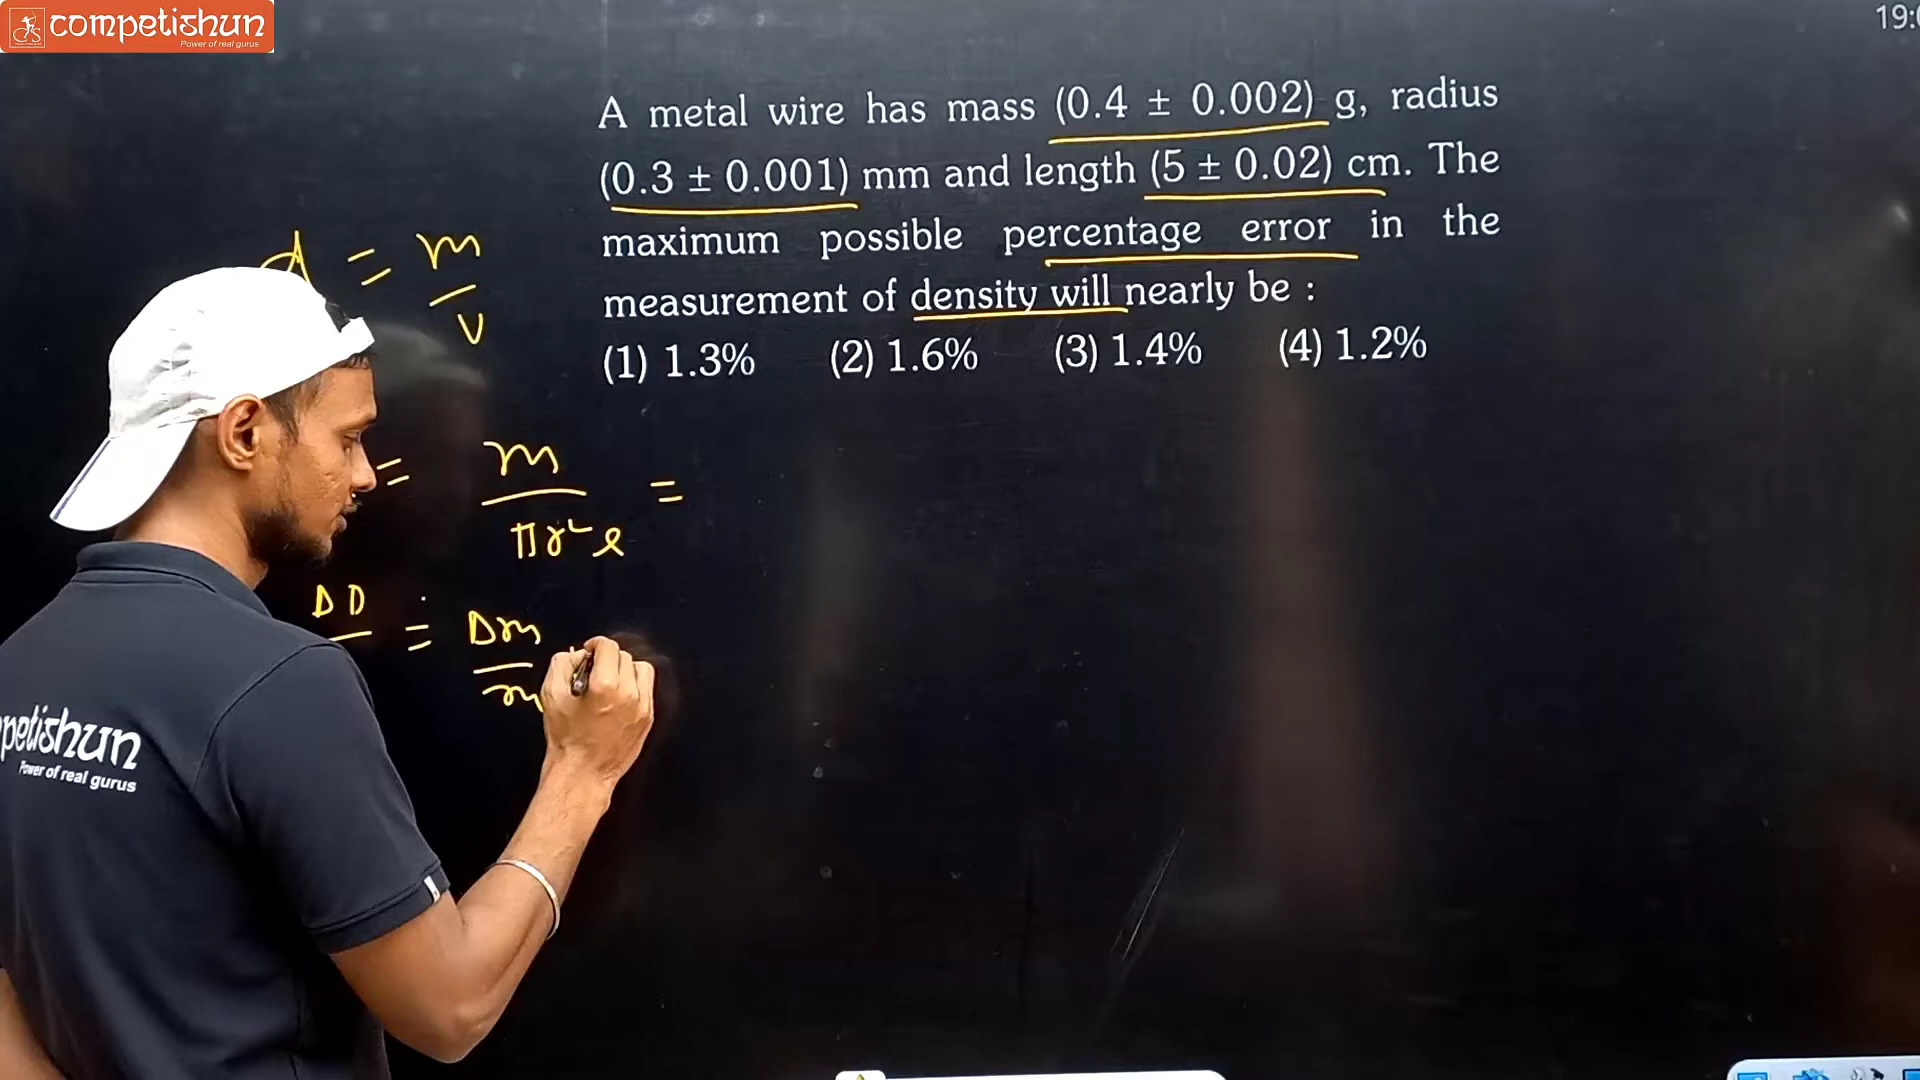 competishun
Power of real gurus
A metal wire has mass (0.4 ± 0.002) g, radius
(0.3 ± 0.001) mm and length (5 ± 0.02) cm. The
maximum possible percentage error in the
measurement of density will nearly be :
(1) 1.3% (2) 1.6% (3) 1.4% (4) 1.2%
d = m
v
= m =
πr²l
ΔD = Δm
m
petishun
Power of real gurus